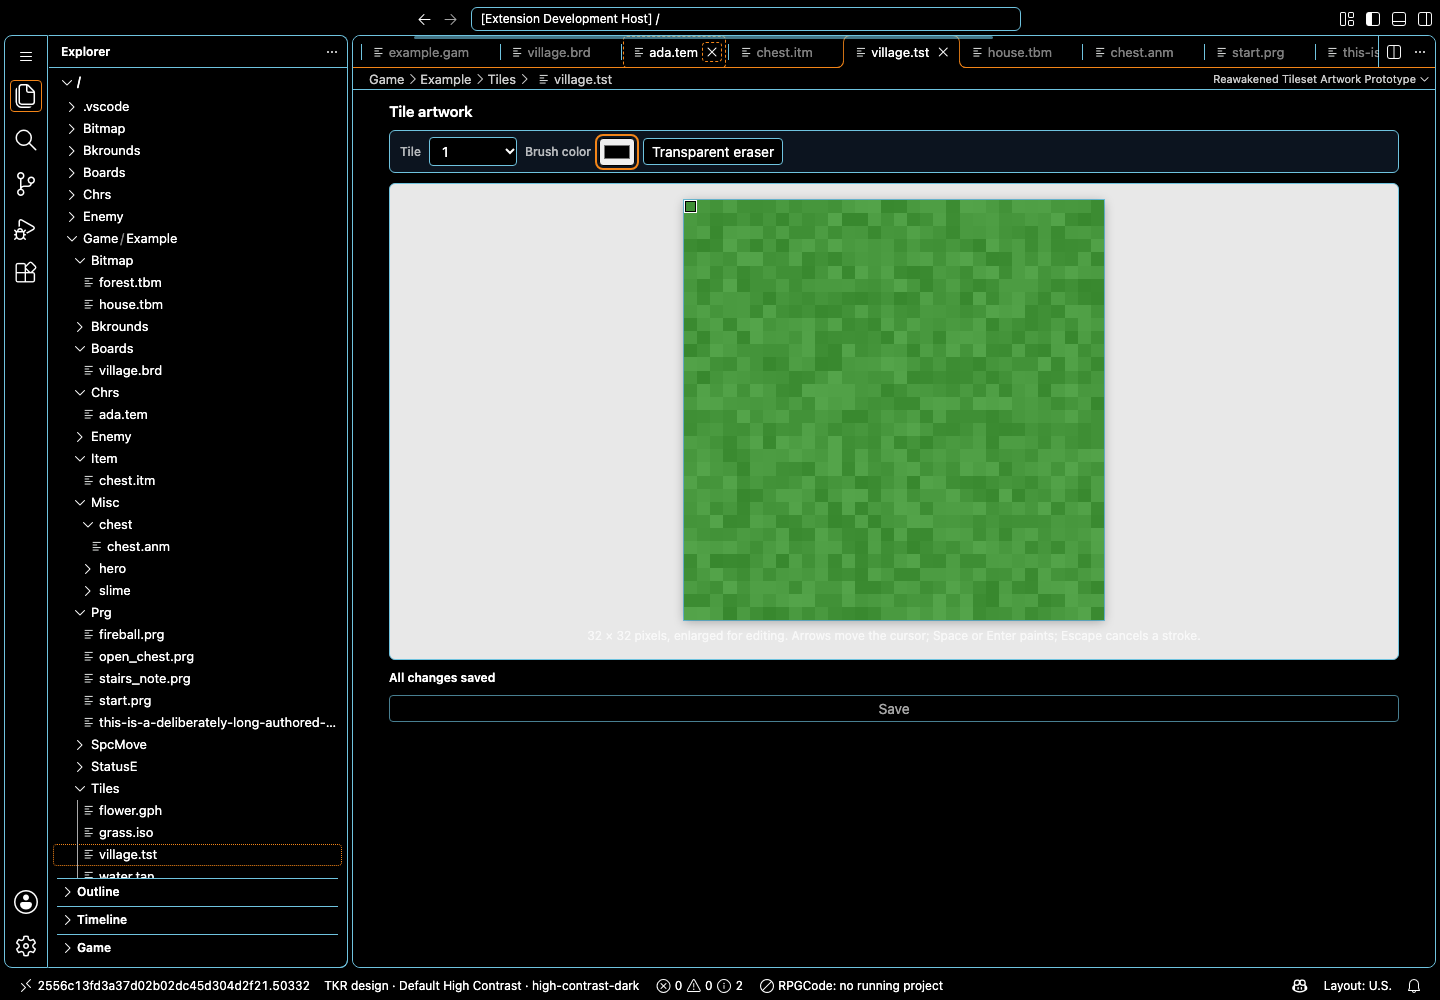 [Extension Development Host] /
Explorer
/
.vscode
Bitmap
Bkrounds
Boards
Chrs
Enemy
Game / Example
Bitmap
forest.tbm
house.tbm
Bkrounds
Boards
village.brd
Chrs
ada.tem
Enemy
Item
chest.itm
Misc
chest
chest.anm
hero
slime
Prg
fireball.prg
open_chest.prg
stairs_note.prg
start.prg
this-is-a-deliberately-long-authored-...
SpcMove
StatusE
Tiles
flower.gph
grass.iso
village.tst
water.tan
Outline
Timeline
Game
example.gam village.brd ada.tem chest.itm village.tst house.tbm chest.anm start.prg this-is
Game > Example > Tiles > village.tst
Reawakened Tileset Artwork Prototype
Tile artwork
Tile 1 Brush color Transparent eraser
32 × 32 pixels, enlarged for editing. Arrows move the cursor; Space or Enter paints; Escape cancels a stroke.
All changes saved
Save
2556c13fd3a37d02b02dc45d304d2f21.50332 TKR design · Default High Contrast · high-contrast-dark 0 0 2 RPGCode: no running project Layout: U.S.